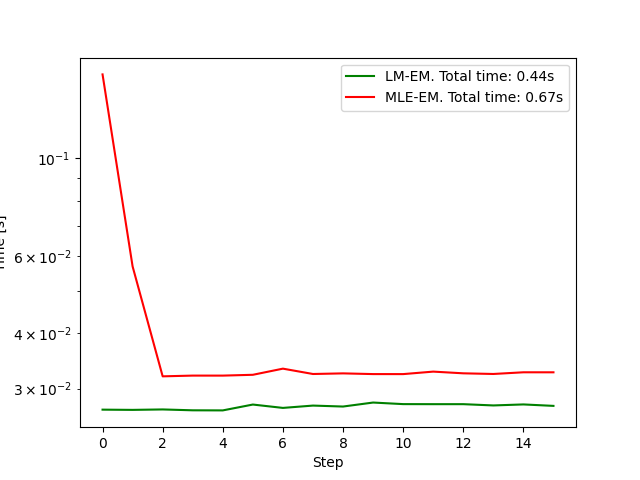 LM-EM. Total time: 0.44s
MLE-EM. Total time: 0.67s
10⁻¹
6 × 10⁻²
4 × 10⁻²
3 × 10⁻²
0 2 4 6 8 10 12 14
Step